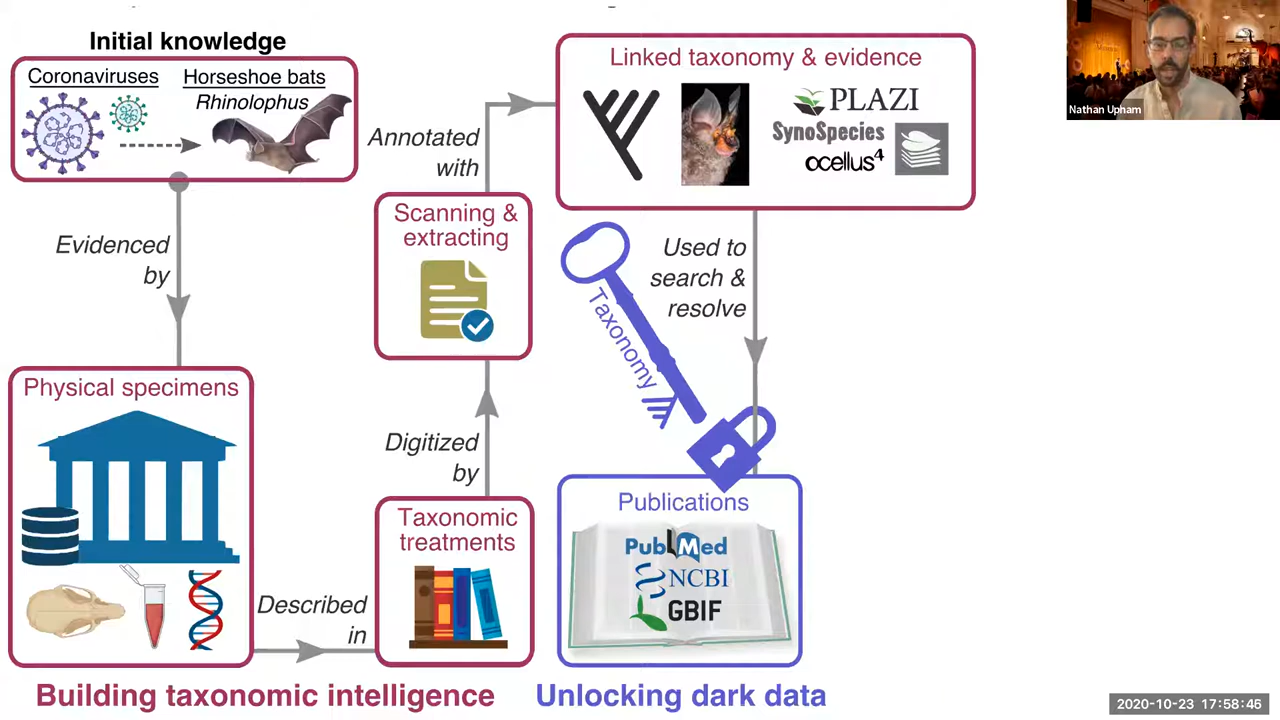 Initial knowledge
Coronaviruses
Horseshoe bats
Rhinolophus
Evidenced
by
Physical specimens
Described
in
Taxonomic
treatments
Digitized
by
Scanning &
extracting
Annotated
with
Linked taxonomy & evidence
PLAZI
SynoSpecies
ocellus4
Used to
search &
resolve
Taxonomy
Publications
PubMed
NCBI
GBIF
Building taxonomic intelligence
Unlocking dark data
Nathan Upham
2020-10-23 17:58:46